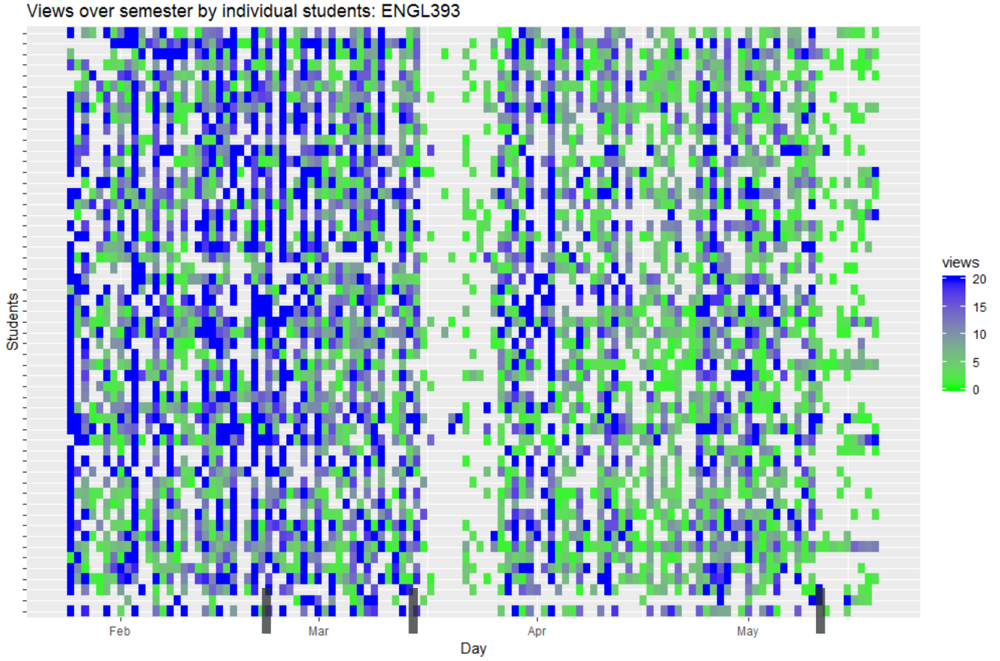 Views over semester by individual students: ENGL393
Students
views
20
15
10
5
0
Feb
Mar
Apr
May
Day